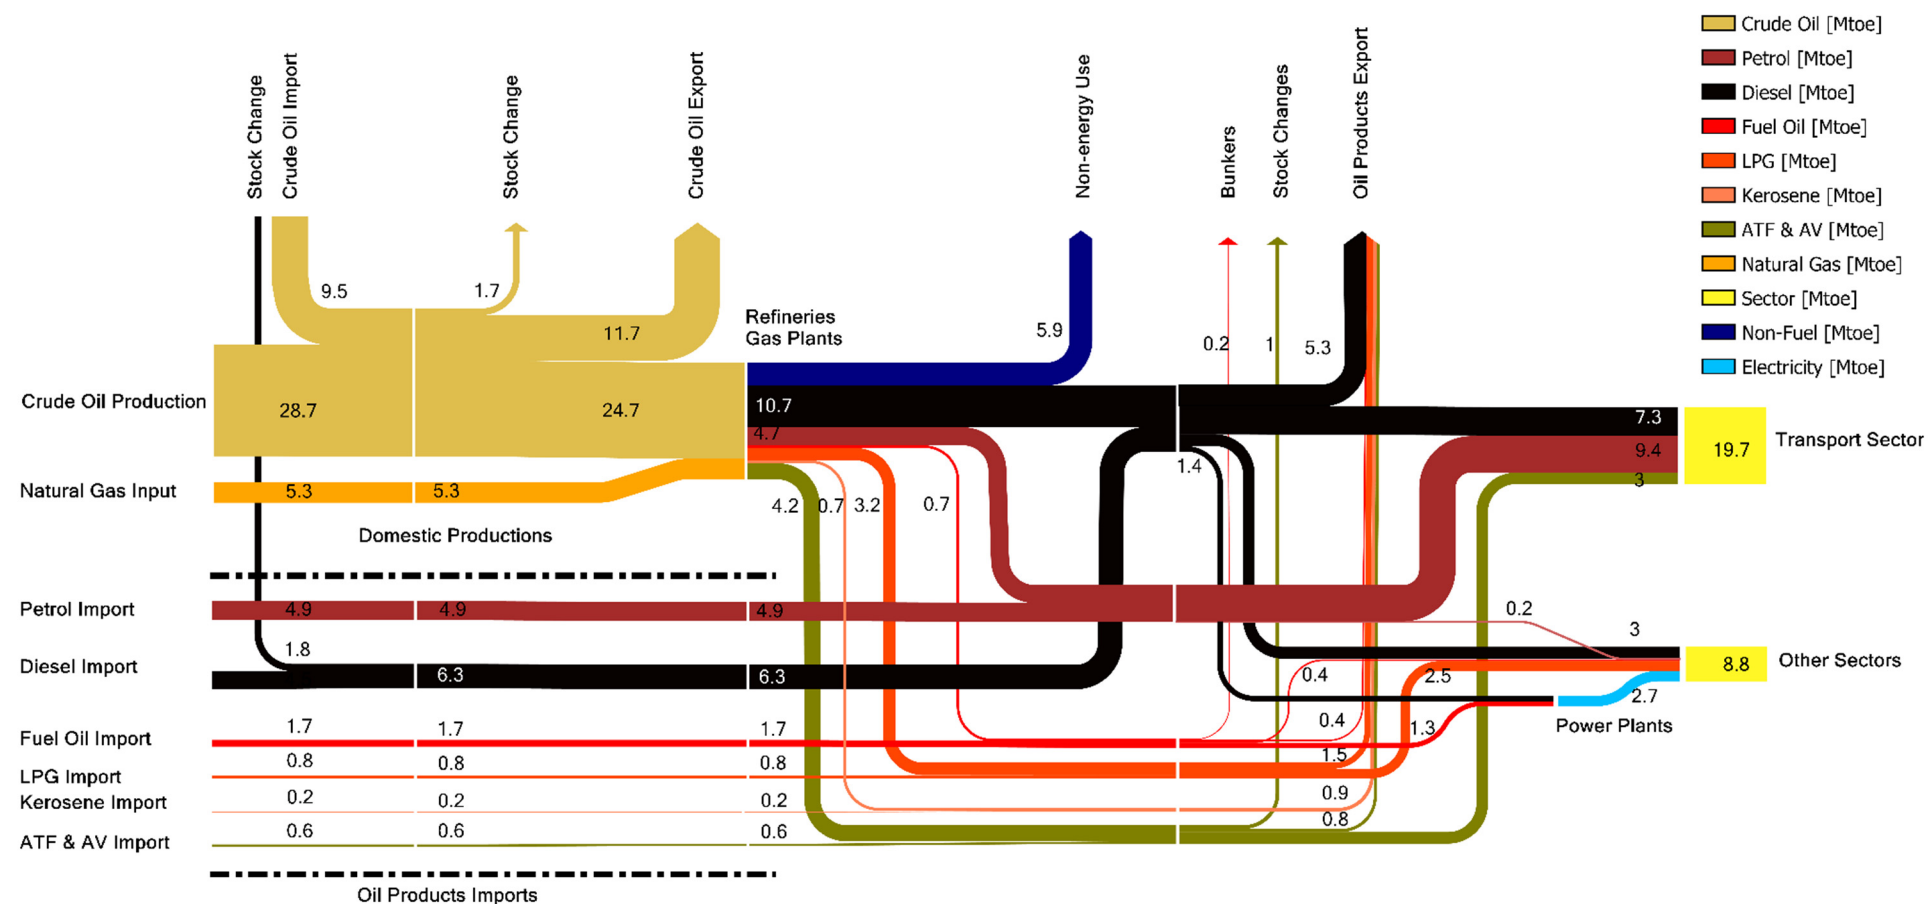 Stock Change
Crude Oil Import
Stock Change
Crude Oil Export
Non-energy Use
Bunkers
Stock Changes
Oil Products Export
Crude Oil [Mtoe]
Petrol [Mtoe]
Diesel [Mtoe]
Fuel Oil [Mtoe]
LPG [Mtoe]
Kerosene [Mtoe]
ATF & AV [Mtoe]
Natural Gas [Mtoe]
Sector [Mtoe]
Non-Fuel [Mtoe]
Electricity [Mtoe]
9.5
1.7
11.7
Refineries
Gas Plants
5.9
0.2
1
5.3
Crude Oil Production
28.7
24.7
10.7
4.7
7.3
9.4
3
19.7
Transport Sector
1.4
Natural Gas Input
5.3
5.3
4.2
0.7
3.2
0.7
Domestic Productions
Petrol Import
4.9
4.9
4.9
0.2
3
1.8
Diesel Import
6.3
6.3
0.4
2.5
2.7
8.8
Other Sectors
Power Plants
Fuel Oil Import
1.7
1.7
1.7
0.4
1.3
LPG Import
0.8
0.8
0.8
1.5
Kerosene Import
0.2
0.2
0.2
0.9
ATF & AV Import
0.6
0.6
0.6
0.8
Oil Products Imports